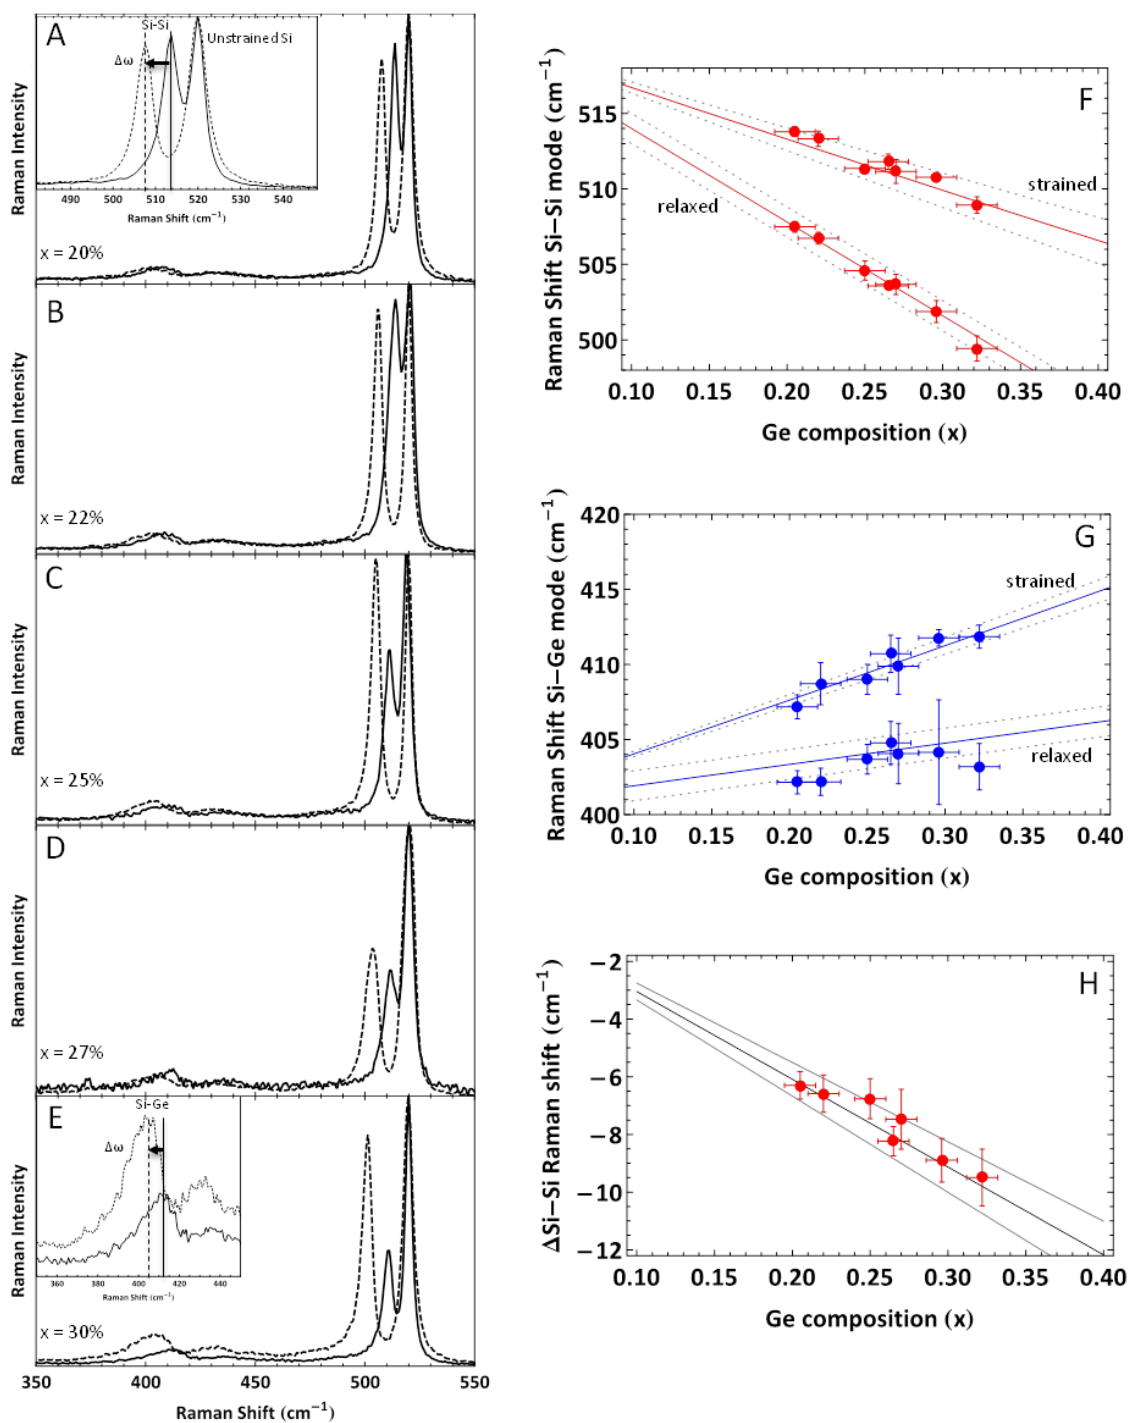 A
Si-Si
Unstrained Si
Δω
490 500 510 520 530 540
Raman Shift (cm⁻¹)
Raman Intensity
x = 20%
B
Raman Intensity
x = 22%
C
Raman Intensity
x = 25%
D
Raman Intensity
x = 27%
E
Si-Ge
Δω
360 380 400 420 440
Raman Shift (cm⁻¹)
Raman Intensity
x = 30%
350 400 450 500 550
Raman Shift (cm⁻¹)
F
Raman Shift Si−Si mode (cm⁻¹)
515
510
505
500
strained
relaxed
0.10 0.15 0.20 0.25 0.30 0.35 0.40
Ge composition (x)
G
Raman Shift Si−Ge mode (cm⁻¹)
420
415
410
405
400
strained
relaxed
0.10 0.15 0.20 0.25 0.30 0.35 0.40
Ge composition (x)
H
ΔSi−Si Raman shift (cm⁻¹)
−2
−4
−6
−8
−10
−12
0.10 0.15 0.20 0.25 0.30 0.35 0.40
Ge composition (x)